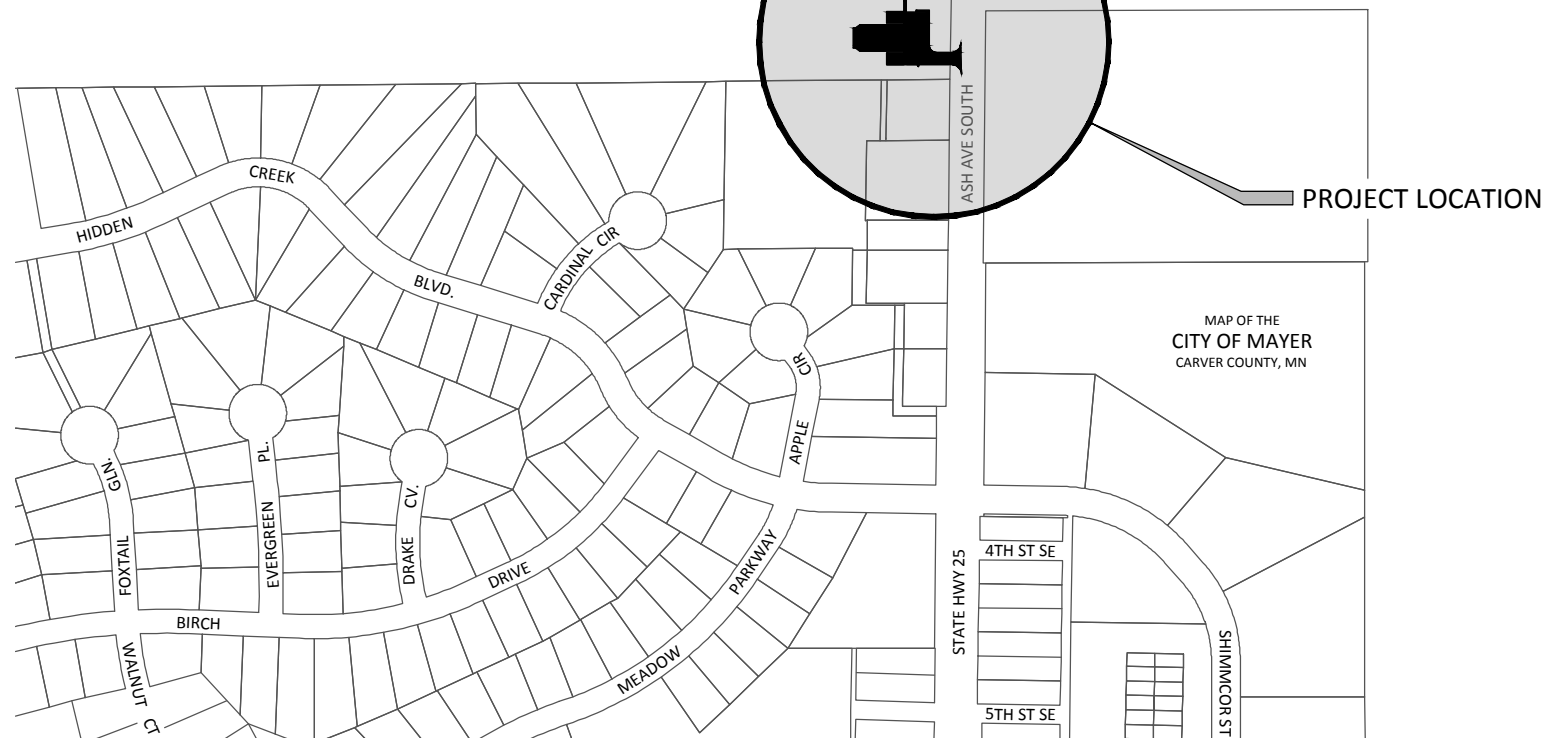 ASH AVE SOUTH
PROJECT LOCATION
CREEK
HIDDEN
CARDINAL CIR
BLVD.
MAP OF THE
CITY OF MAYER
CARVER COUNTY, MN
CIR
APPLE
GLN.
PL.
CV.
FOXTAIL
EVERGREEN
DRAKE
DRIVE
PARKWAY
STATE HWY 25
4TH ST SE
BIRCH
WALNUT CT
MEADOW
SHIMMCOR ST
5TH ST SE